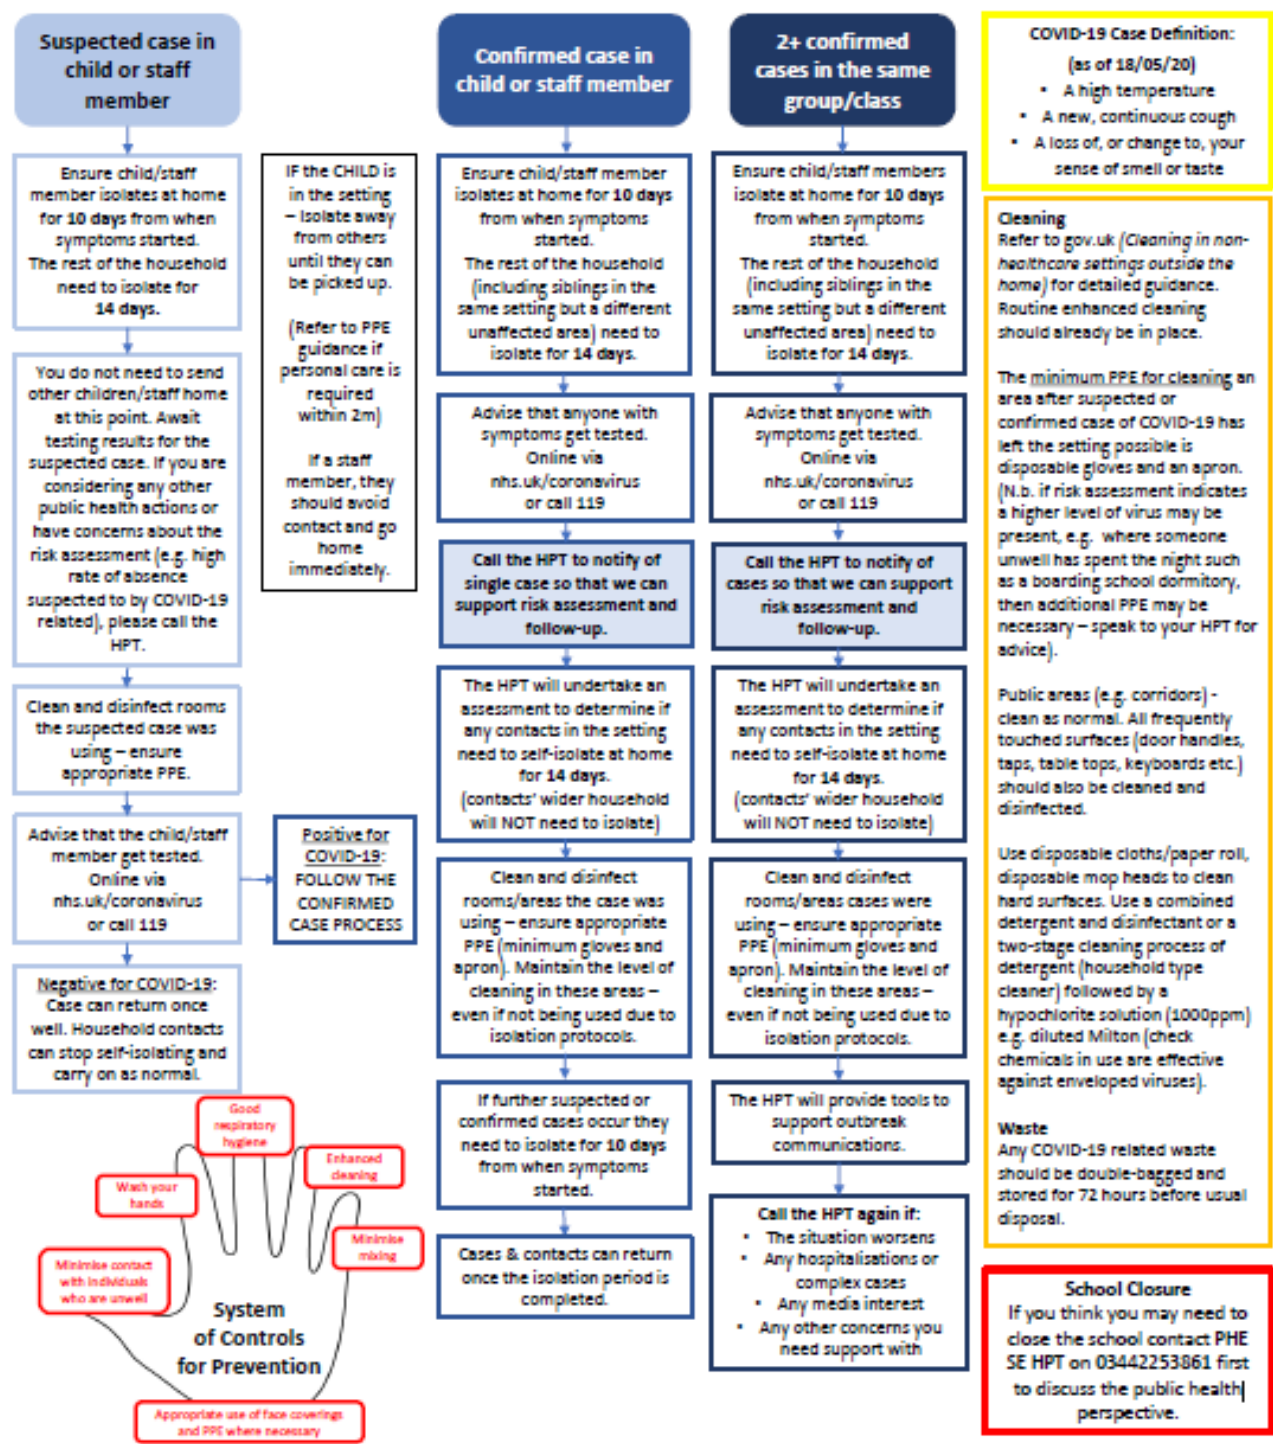 Suspected case in
child or staff
member
Ensure child/staff
member isolates at home
for 10 days from when
symptoms started.
The rest of the household
need to isolate for
14 days.
You do not need to send
other children/staff home
at this point. Await
testing results for the
suspected case. If you are
considering any other
public health actions or
have concerns about the
risk assessment (e.g. high
rate of absence
suspected to by COVID-19
related), please call the
HPT.
Clean and disinfect rooms
the suspected case was
using – ensure
appropriate PPE.
Advise that the child/staff
member get tested.
Online via
nhs.uk/coronavirus
or call 119
Negative for COVID-19:
Case can return once
well. Household contacts
can stop self-isolating and
carry on as normal.
IF the CHILD is
in the setting
– isolate away
from others
until they can
be picked up.
(Refer to PPE
guidance if
personal care is
required
within 2m)
If a staff
member, they
should avoid
contact and go
home
immediately.
Positive for
COVID-19:
FOLLOW THE
CONFIRMED
CASE PROCESS
Confirmed case in
child or staff member
Ensure child/staff member
isolates at home for 10 days
from when symptoms
started.
The rest of the household
(including siblings in the
same setting but a different
unaffected area) need to
isolate for 14 days.
Advise that anyone with
symptoms get tested.
Online via
nhs.uk/coronavirus
or call 119
Call the HPT to notify of
single case so that we can
support risk assessment and
follow-up.
The HPT will undertake an
assessment to determine if
any contacts in the setting
need to self-isolate at home
for 14 days.
(contacts’ wider household
will NOT need to isolate)
Clean and disinfect
rooms/areas the case was
using – ensure appropriate
PPE (minimum gloves and
apron). Maintain the level of
cleaning in these areas –
even if not being used due to
isolation protocols.
If further suspected or
confirmed cases occur they
need to isolate for 10 days
from when symptoms
started.
Cases & contacts can return
once the isolation period is
completed.
2+ confirmed
cases in the same
group/class
Ensure child/staff members
isolate at home for 10 days
from when symptoms
started.
The rest of the household
(including siblings in the
same setting but a different
unaffected area) need to
isolate for 14 days.
Advise that anyone with
symptoms get tested.
Online via
nhs.uk/coronavirus
or call 119
Call the HPT to notify of
cases so that we can support
risk assessment and
follow-up.
The HPT will undertake an
assessment to determine if
any contacts in the setting
need to self-isolate at home
for 14 days.
(contacts’ wider household
will NOT need to isolate)
Clean and disinfect
rooms/areas cases were
using – ensure appropriate
PPE (minimum gloves and
apron). Maintain the level of
cleaning in these areas –
even if not being used due to
isolation protocols.
The HPT will provide tools to
support outbreak
communications.
Call the HPT again if:
• The situation worsens
• Any hospitalisations or
complex cases
• Any media interest
• Any other concerns you
need support with
COVID-19 Case Definition:
(as of 18/05/20)
• A high temperature
• A new, continuous cough
• A loss of, or change to, your
sense of smell or taste
Cleaning
Refer to gov.uk (Cleaning in non-
healthcare settings outside the
home) for detailed guidance.
Routine enhanced cleaning
should already be in place.
The minimum PPE for cleaning an
area after suspected or
confirmed case of COVID-19 has
left the setting possible is
disposable gloves and an apron.
(N.b. if risk assessment indicates
a higher level of virus may be
present, e.g. where someone
unwell has spent the night such
as a boarding school dormitory,
then additional PPE may be
necessary – speak to your HPT for
advice).
Public areas (e.g. corridors) -
clean as normal. All frequently
touched surfaces (door handles,
taps, table tops, keyboards etc.)
should also be cleaned and
disinfected.
Use disposable cloths/paper roll,
disposable mop heads to clean
hard surfaces. Use a combined
detergent and disinfectant or a
two-stage cleaning process of
detergent (household type
cleaner) followed by a
hypochlorite solution (1000ppm)
e.g. diluted Milton (check
chemicals in use are effective
against enveloped viruses).
Waste
Any COVID-19 related waste
should be double-bagged and
stored for 72 hours before usual
disposal.
School Closure
If you think you may need to
close the school contact PHE
SE HPT on 03442253861 first
to discuss the public health
perspective.
Good
respiratory
hygiene
Enhanced
cleaning
Wash your
hands
Minimise
mixing
Minimise contact
with individuals
who are unwell
System
of Controls
for Prevention
Appropriate use of face coverings
and PPE where necessary